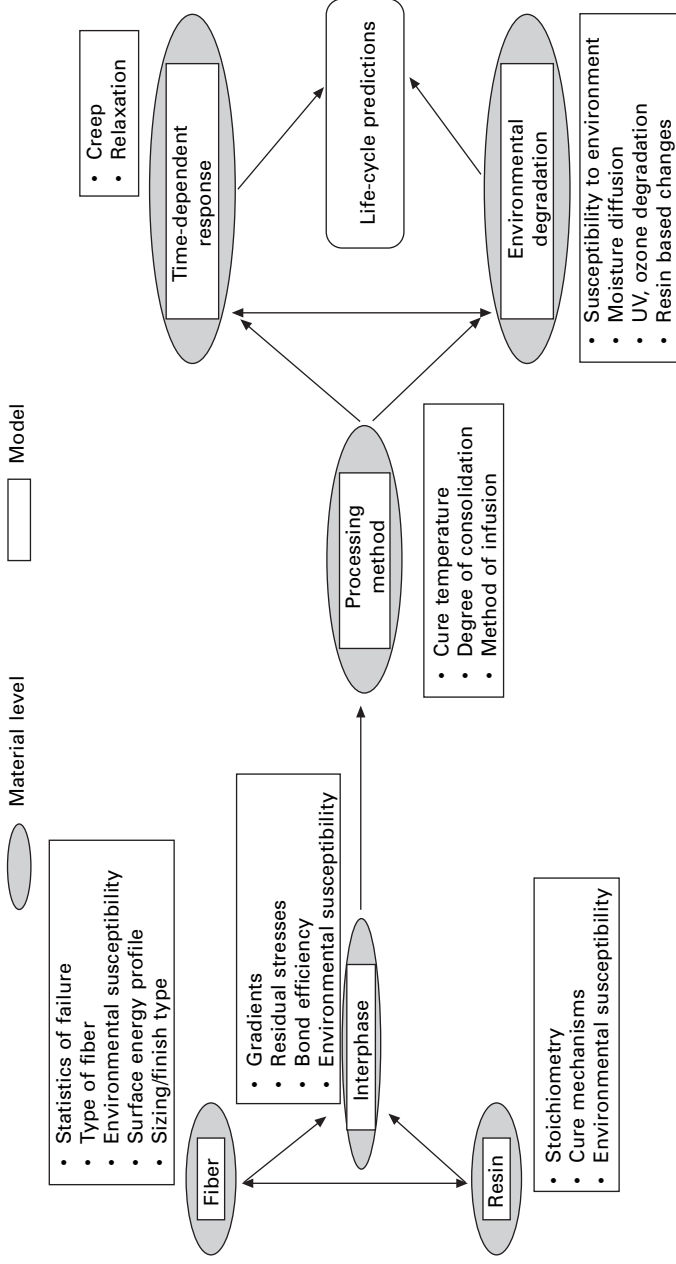 Material level
Model
• Statistics of failure
• Type of fiber
• Environmental susceptibility
• Surface energy profile
• Sizing/finish type
Fiber
• Gradients
• Residual stresses
• Bond efficiency
• Environmental susceptibility
Interphase
Resin
• Stoichiometry
• Cure mechanisms
• Environmental susceptibility
Processing
method
• Cure temperature
• Degree of consolidation
• Method of infusion
• Creep
• Relaxation
Time-dependent
response
Life-cycle predictions
Environmental
degradation
• Susceptibility to environment
• Moisture diffusion
• UV, ozone degradation
• Resin based changes